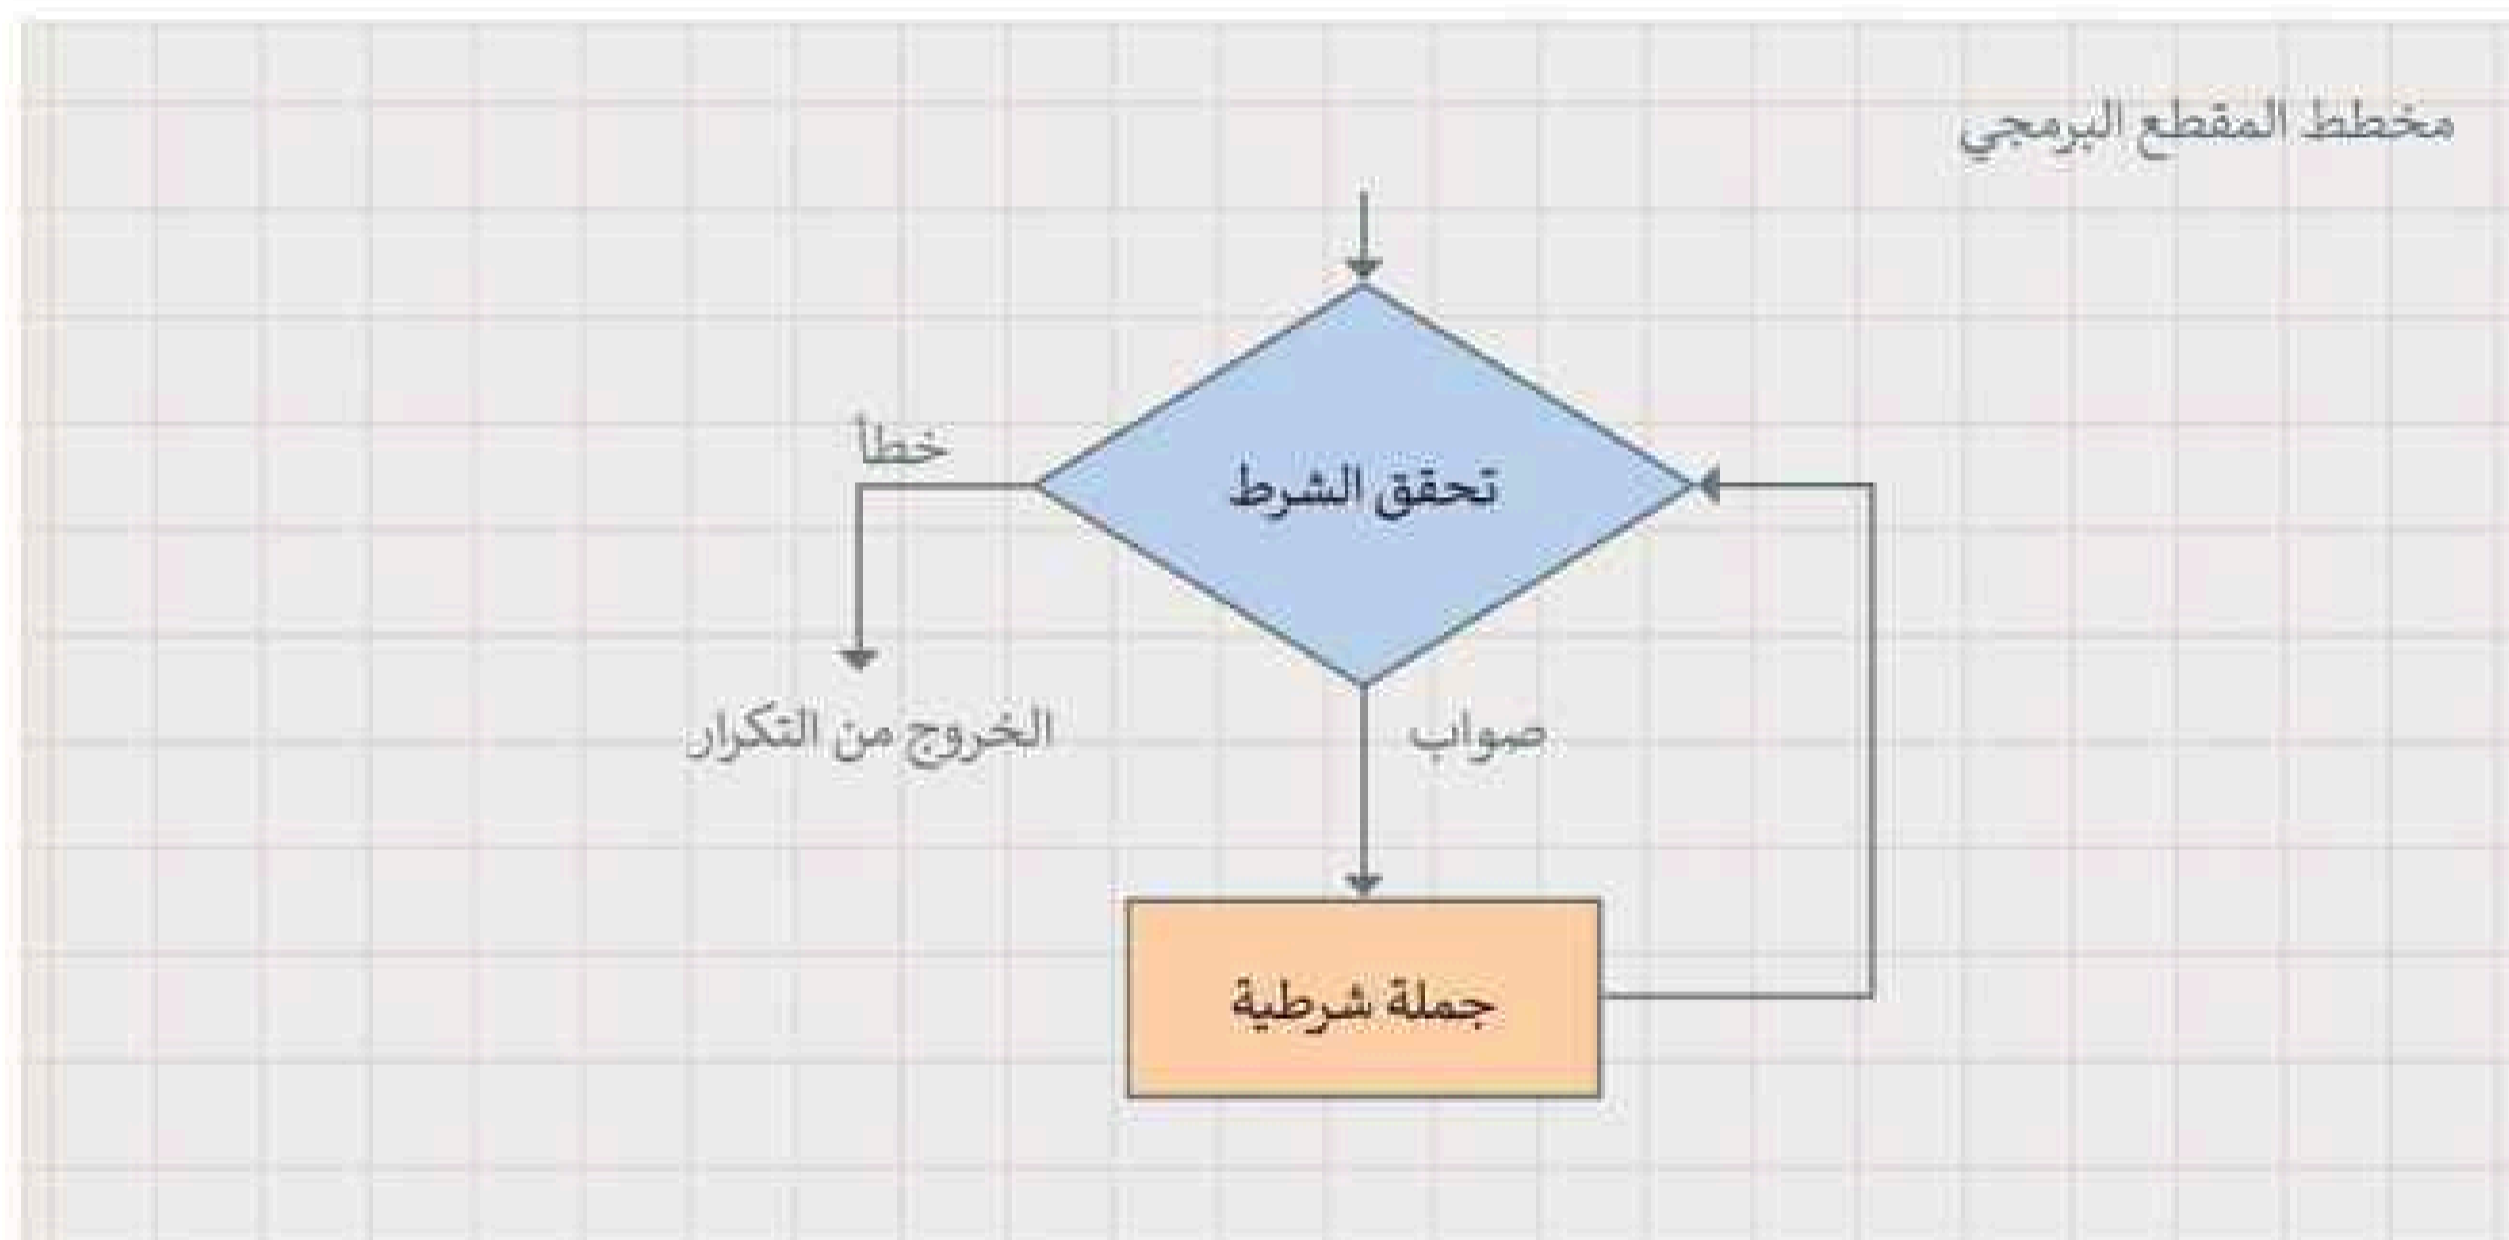 مخطط المقطع البرمجي
تحقق الشرط
خطأ
صواب
الخروج من التكرار
جملة شرطية